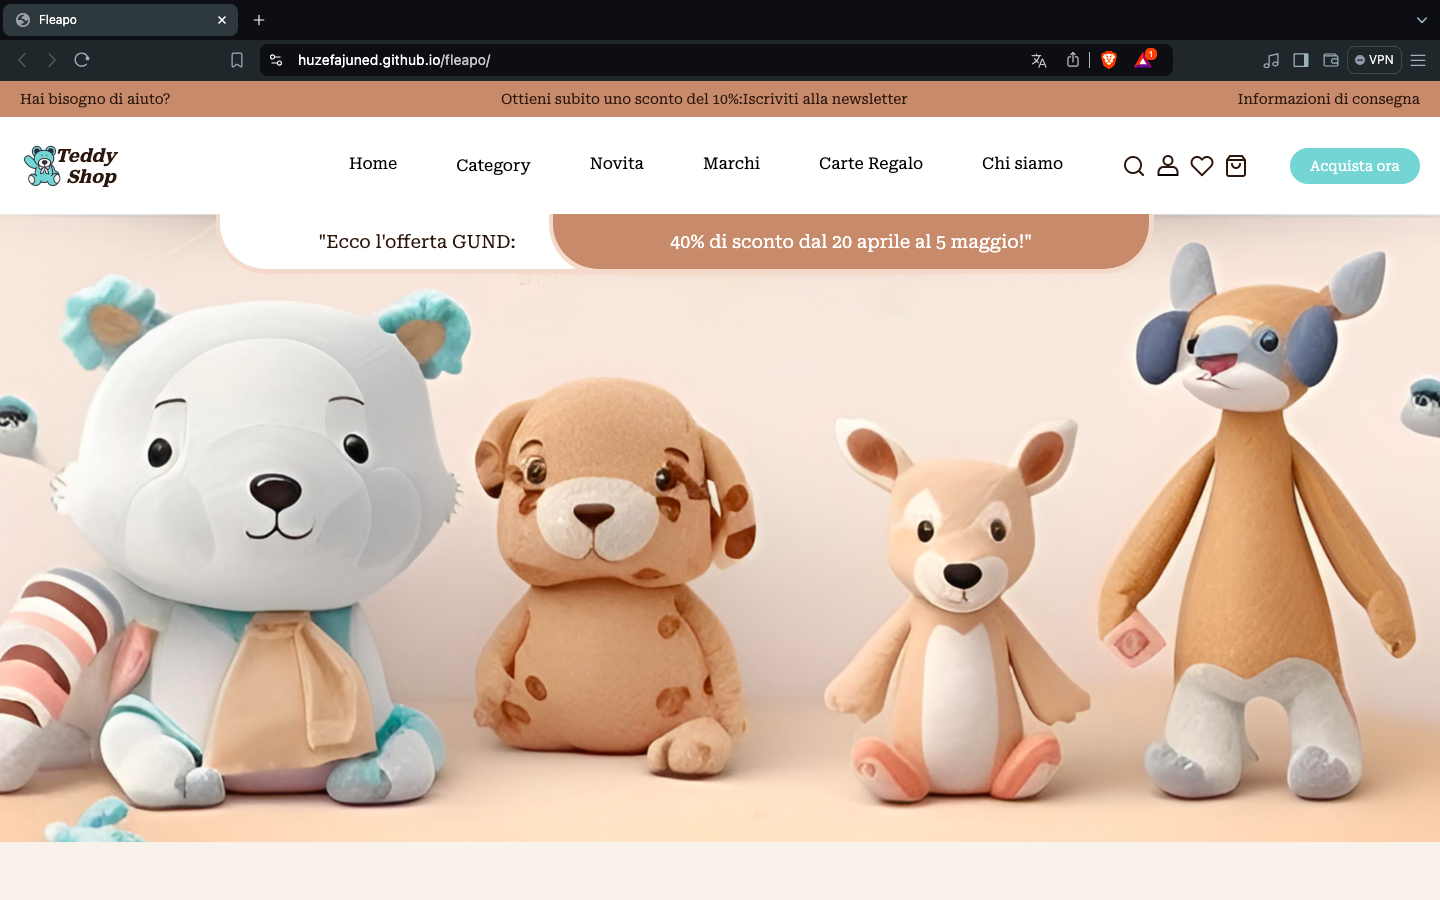 Fleapo
huzefajuned.github.io/fleapo/
1
VPN
Hai bisogno di aiuto?
Ottieni subito uno sconto del 10%:Iscriviti alla newsletter
Informazioni di consegna
Teddy
Shop
Home
Category
Novita
Marchi
Carte Regalo
Chi siamo
Acquista ora
"Ecco l'offerta GUND:
40% di sconto dal 20 aprile al 5 maggio!"